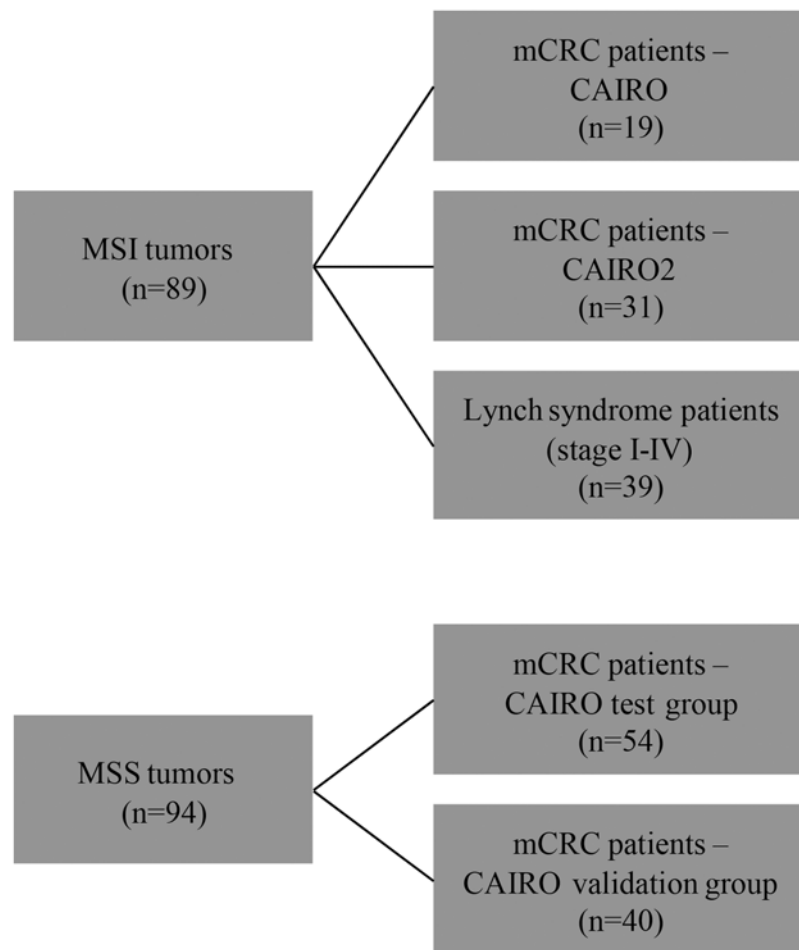 MSI tumors
(n=89)
mCRC patients –
CAIRO
(n=19)
mCRC patients –
CAIRO2
(n=31)
Lynch syndrome patients
(stage I-IV)
(n=39)
MSS tumors
(n=94)
mCRC patients –
CAIRO test group
(n=54)
mCRC patients –
CAIRO validation group
(n=40)